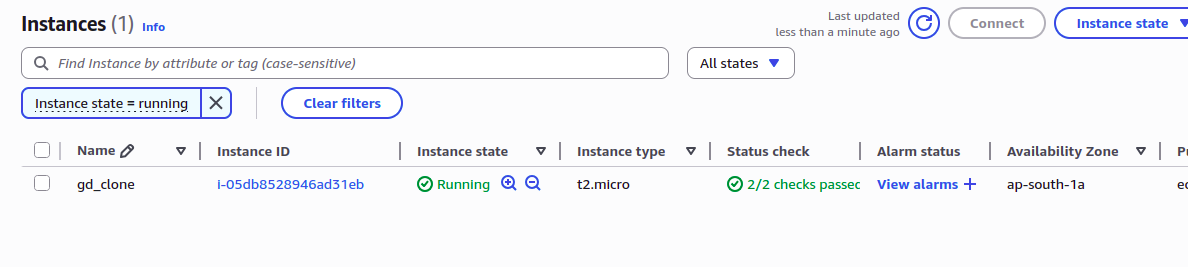 Instances (1) Info
Last updated
less than a minute ago
Connect
Instance state
Find Instance by attribute or tag (case-sensitive)
All states
Instance state = running
Clear filters
Name Instance ID Instance state Instance type Status check Alarm status Availability Zone
gd_clone i-05db8528946ad31eb Running t2.micro 2/2 checks passed View alarms + ap-south-1a